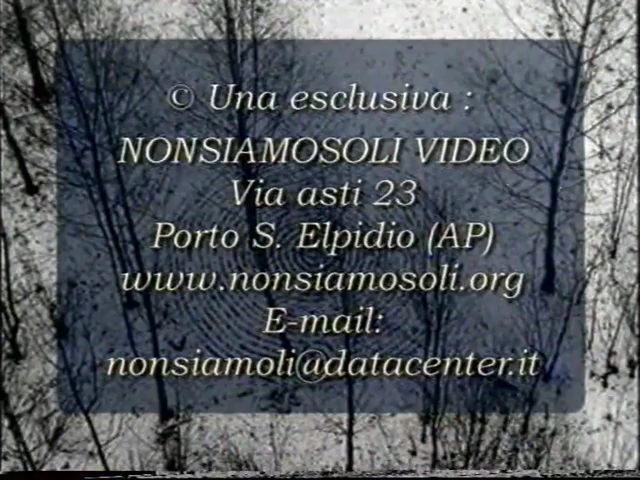 © Una esclusiva :
NONSIAMOSOLI VIDEO
Via asti 23
Porto S. Elpidio (AP)
www.nonsiamosoli.org
E-mail:
nonsiamoli@datacenter.it